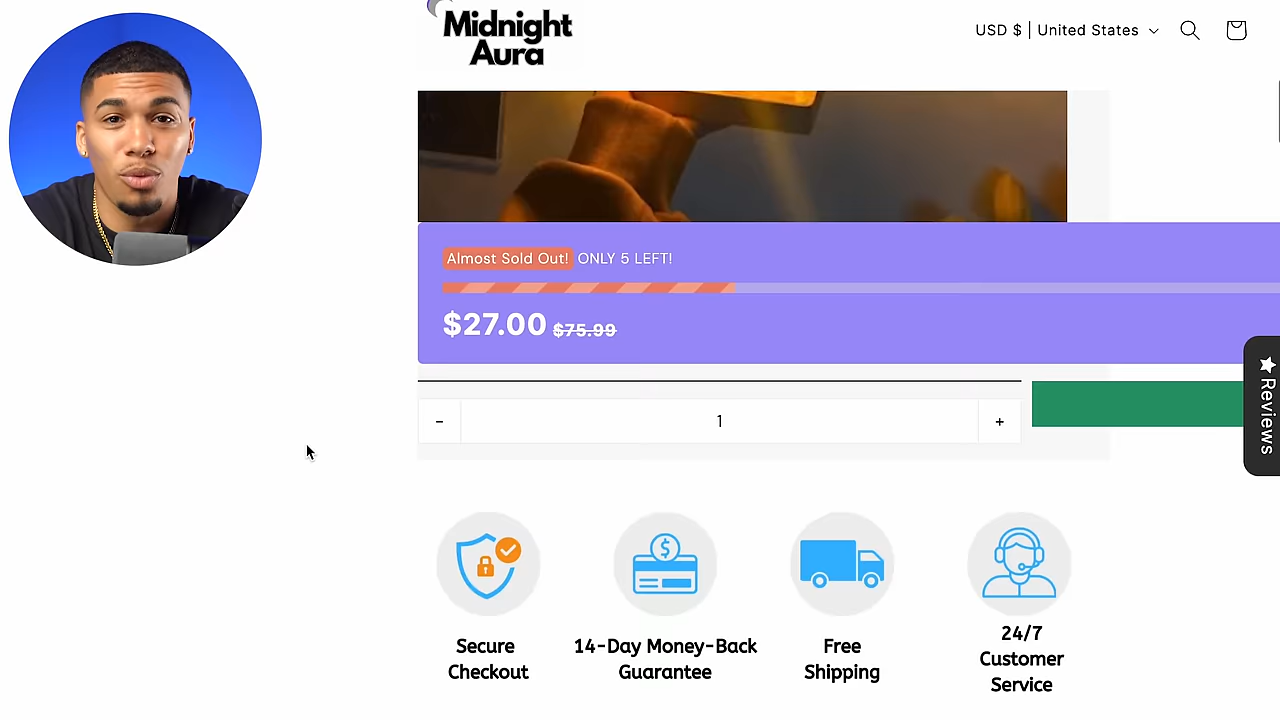 Midnight
Aura
USD $ | United States
Almost Sold Out! ONLY 5 LEFT!
$27.00 $75.99
- 1 +
Reviews
Secure
Checkout
14-Day Money-Back
Guarantee
Free
Shipping
24/7
Customer
Service